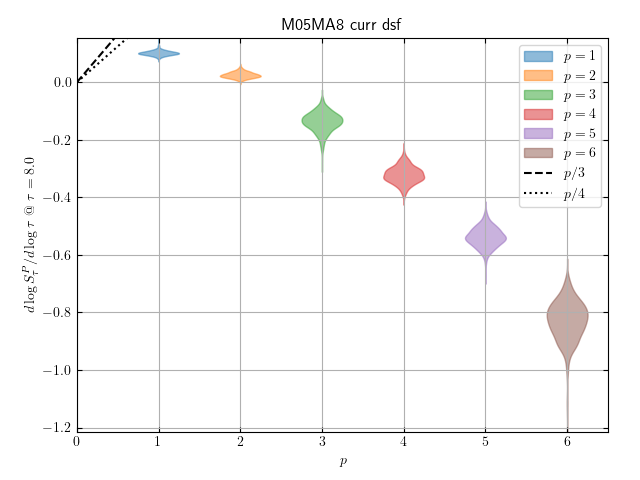 M05MA8 curr dsf
d log S_τ^P / d log τ @ τ = 8.0
0.0
−0.2
−0.4
−0.6
−0.8
−1.0
−1.2
0 1 2 3 4 5 6
p
p = 1
p = 2
p = 3
p = 4
p = 5
p = 6
p/3
p/4